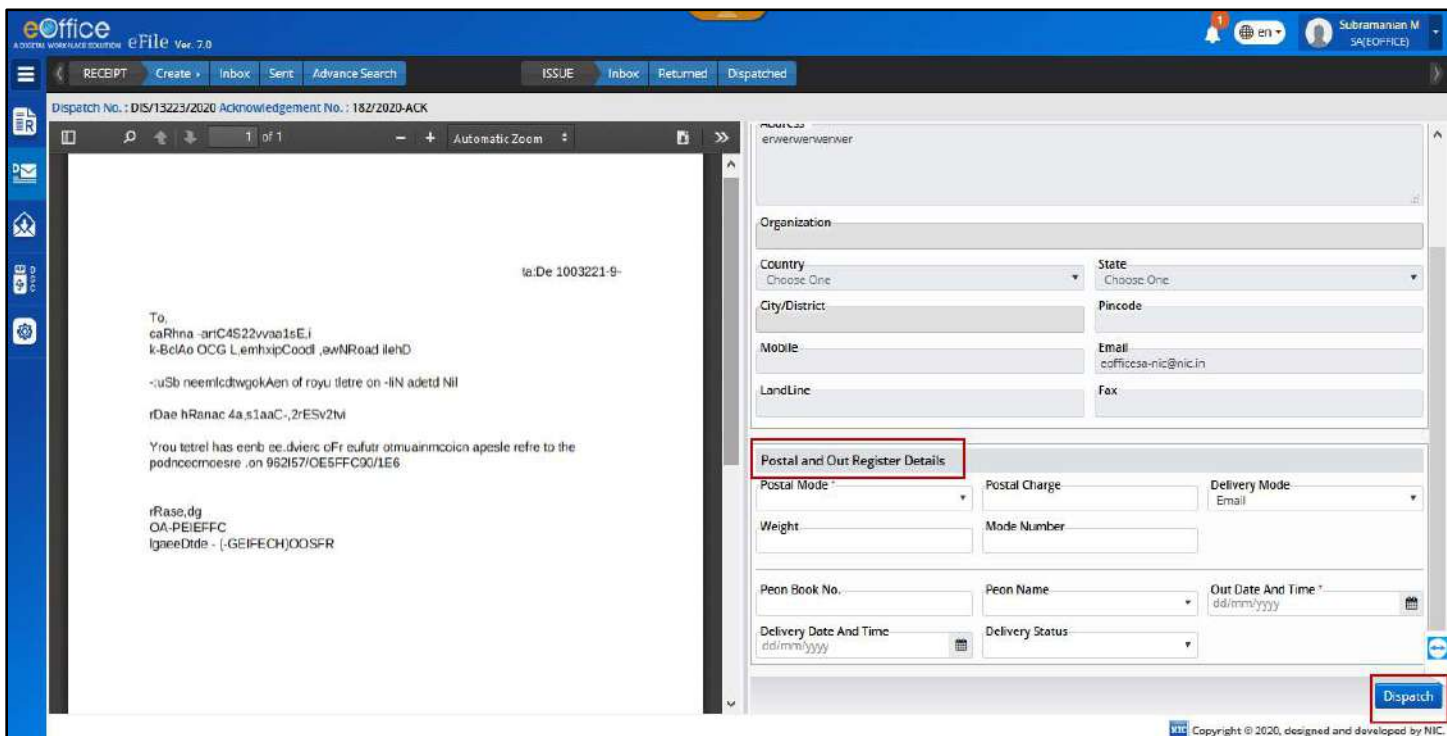 eOffice
A DIGITAL WORKPLACE SOLUTION eFile Ver. 7.0
1
en
Subramanian M
SA(EOFFICE)
RECEIPT Create Inbox Sent Advance Search ISSUE Inbox Returned Dispatched
Dispatch No. : DIS/13223/2020 Acknowledgement No. : 182/2020-ACK
1 of 1 Automatic Zoom
ta:De 1003221-9-
To,
caRhna -artC4S22vvaa1sE,i
k-BclAo OCG L,emhxipCoodl ,ewNRoad ilehD
-:uSb neemlcdtwgokAen of royu tletre on -liN adetd Nil
rDae hRanac 4a,s1aaC-,2rESv2tvi
Yrou tetrel has eenb ee.dvierc oFr eufutr otmuainmcoicn apesle refre to the
podnccecmoesre .on 962I57/OE5FFC90/1E6
rRase,dg
OA-PEIEFFC
IgaeeDtde - (-GEIFECH)OOSFR
Address
erwerwerwerwer
Organization
Country State
Choose One Choose One
City/District Pincode
Mobile Email
eofficesa-nic@nic.in
LandLine Fax
Postal and Out Register Details
Postal Mode * Postal Charge Delivery Mode
Email
Weight Mode Number
Peon Book No. Peon Name Out Date And Time *
dd/mm/yyyy
Delivery Date And Time Delivery Status
dd/mm/yyyy
Dispatch
NIC Copyright © 2020, designed and developed by NIC.